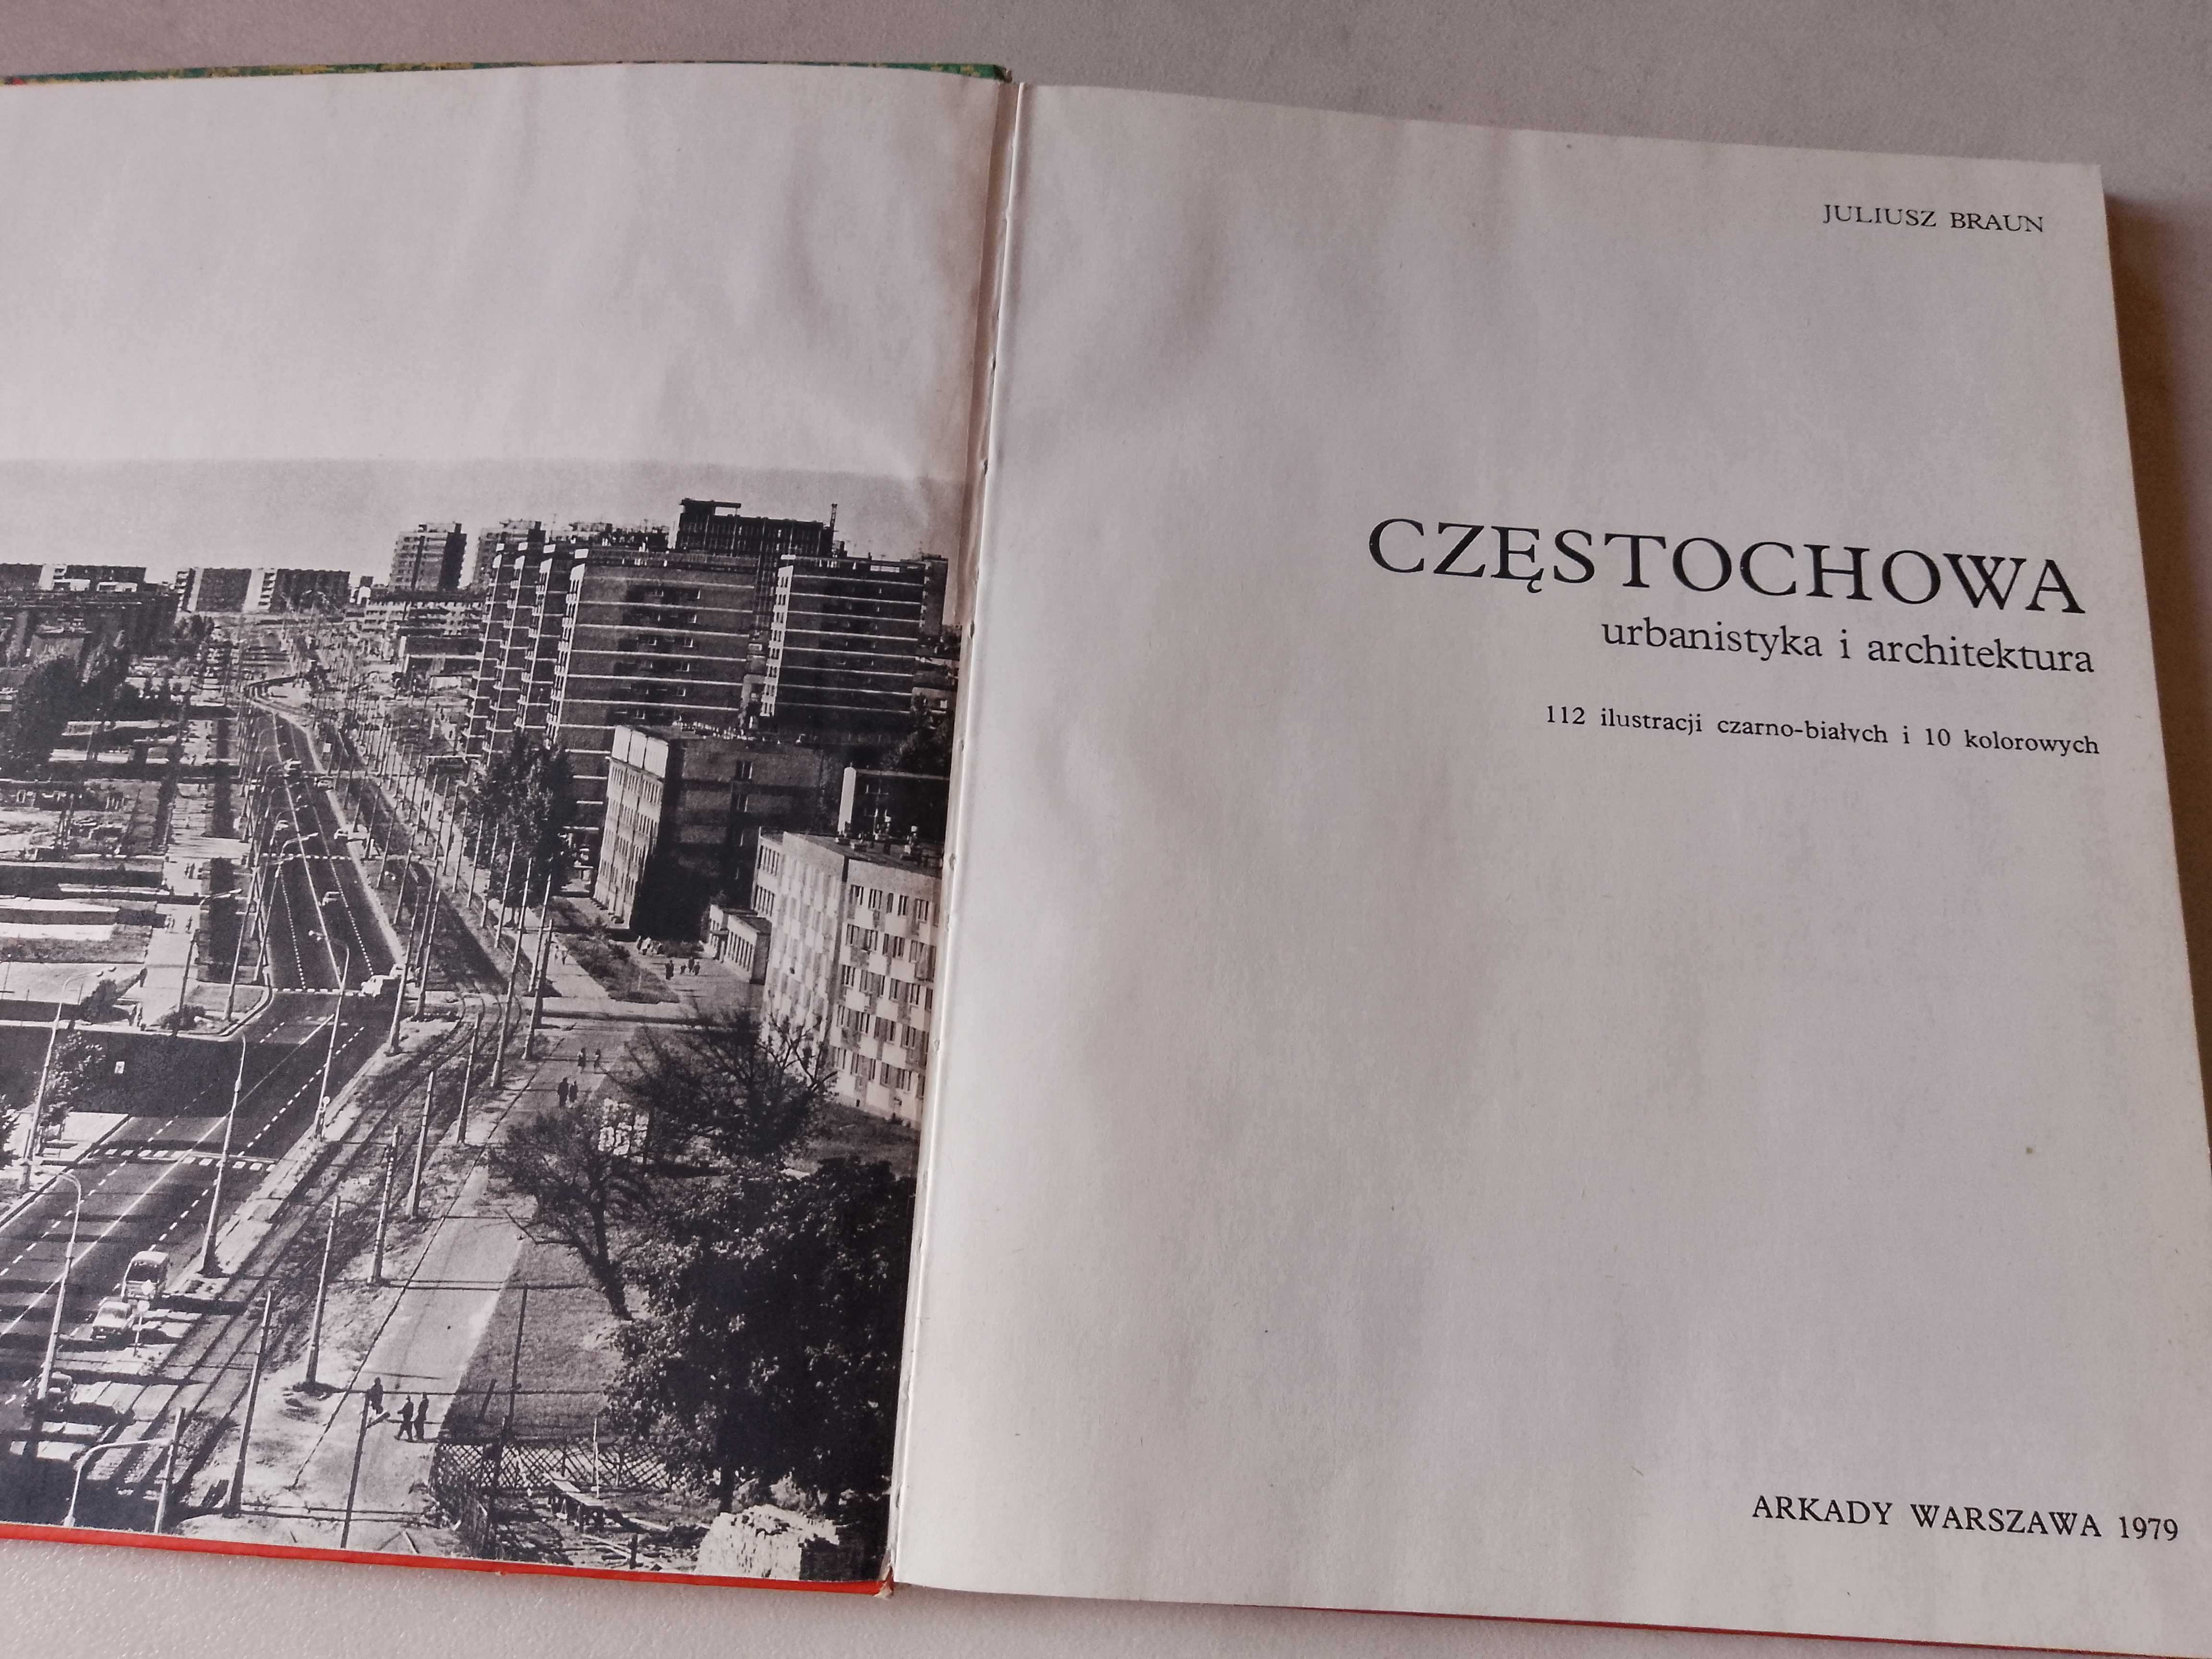 JULIUSZ BRAUN
CZĘSTOCHOWA
urbanistyka i architektura
112 ilustracji czarno-białych i 10 kolorowych
ARKADY WARSZAWA 1979